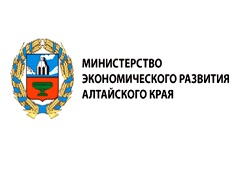 МИНИСТЕРСТВО
ЭКОНОМИЧЕСКОГО РАЗВИТИЯ
АЛТАЙСКОГО КРАЯ